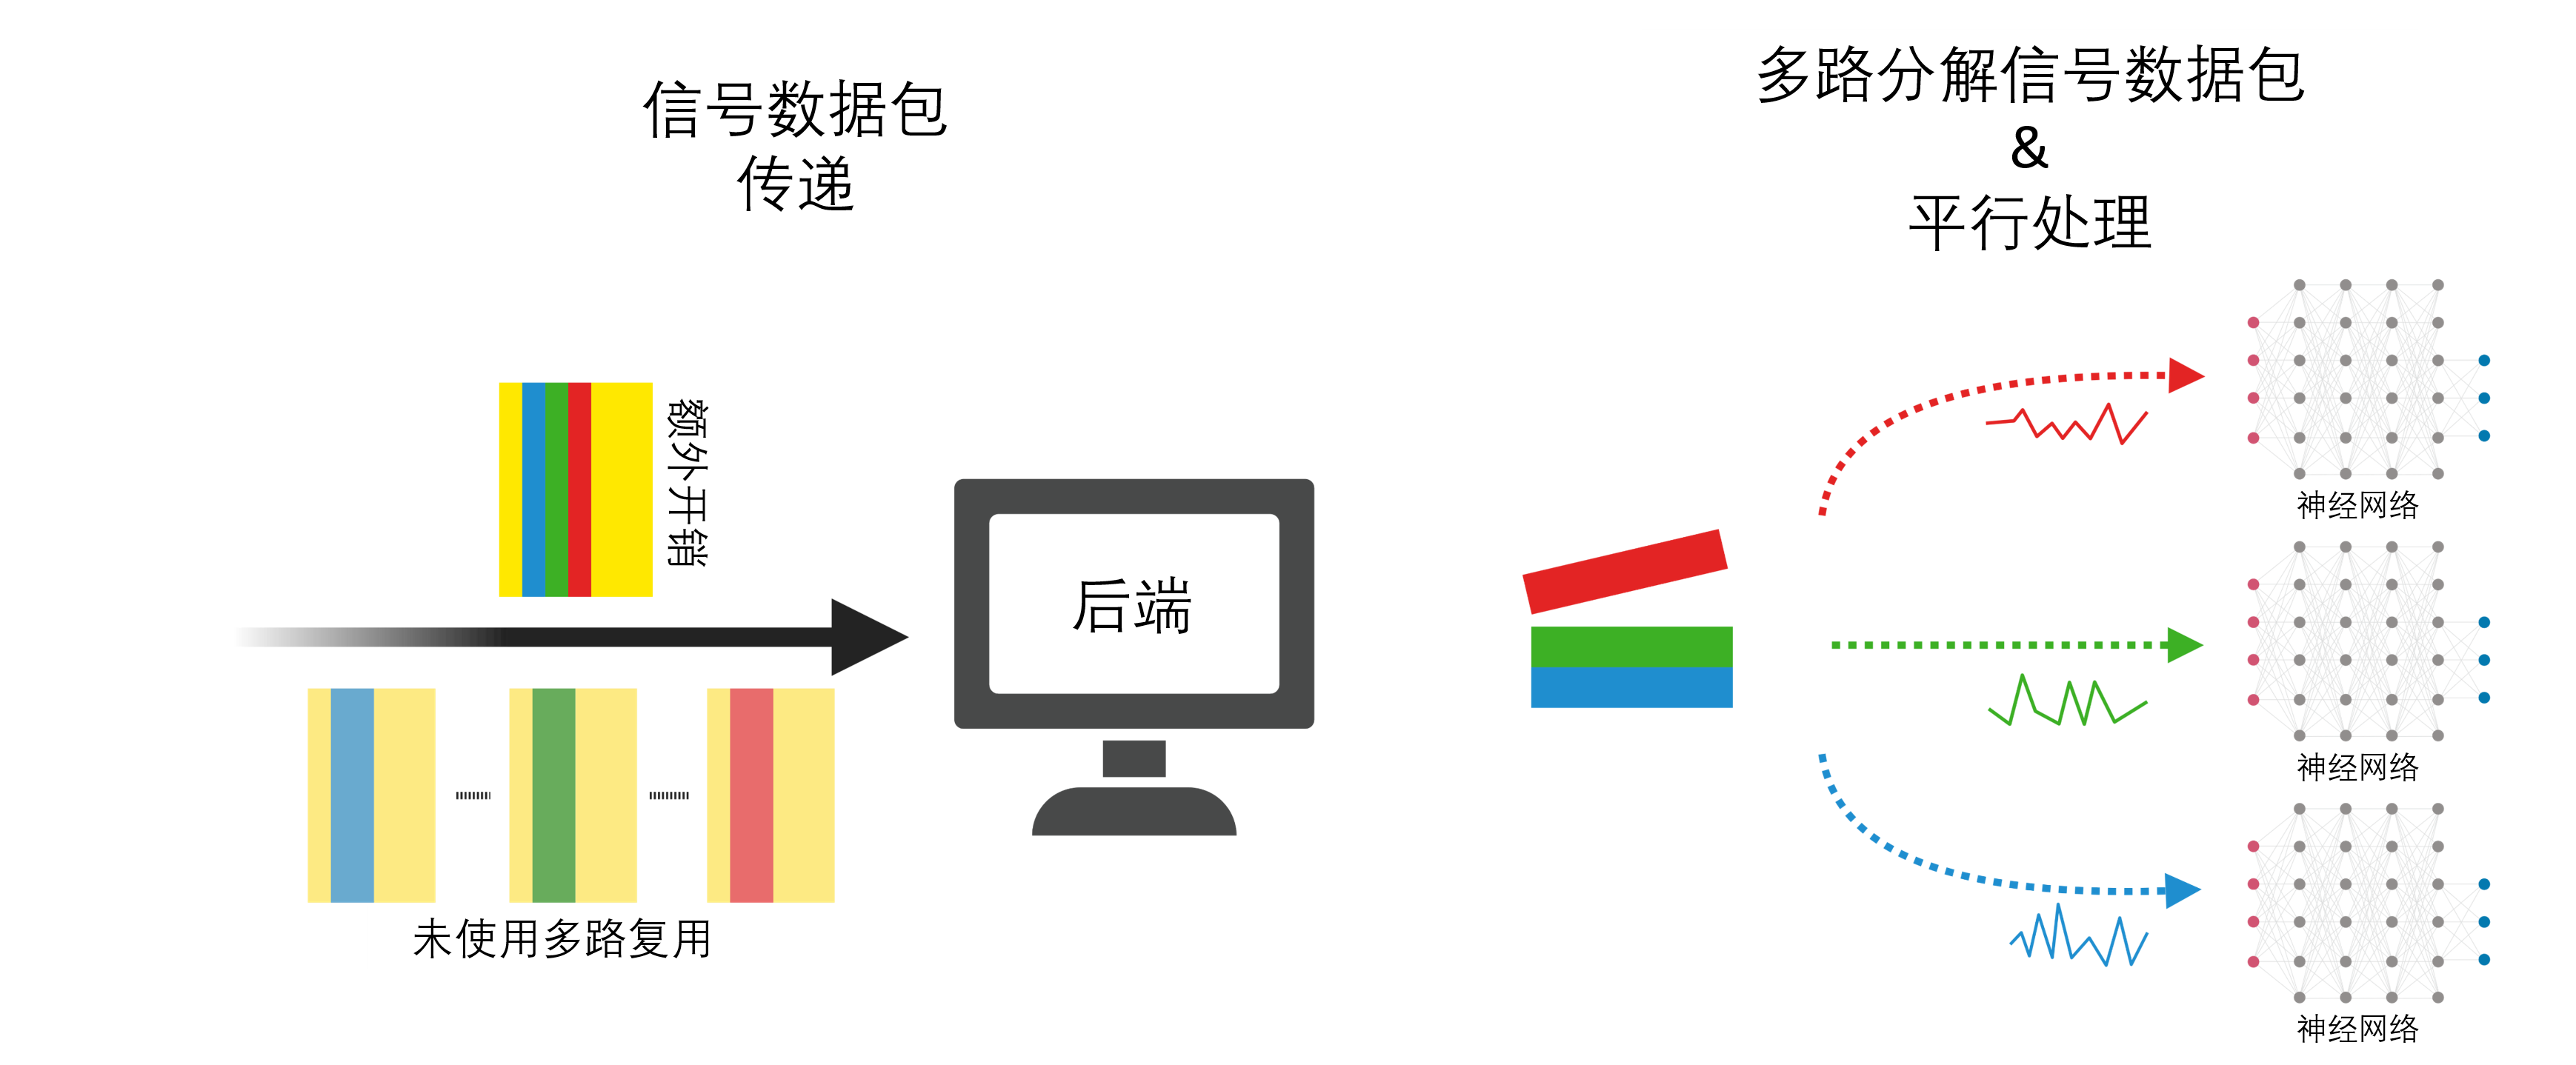 信号数据包
传递
额外开销
未使用多路复用
后端
多路分解信号数据包
&
平行处理
神经网络
神经网络
神经网络